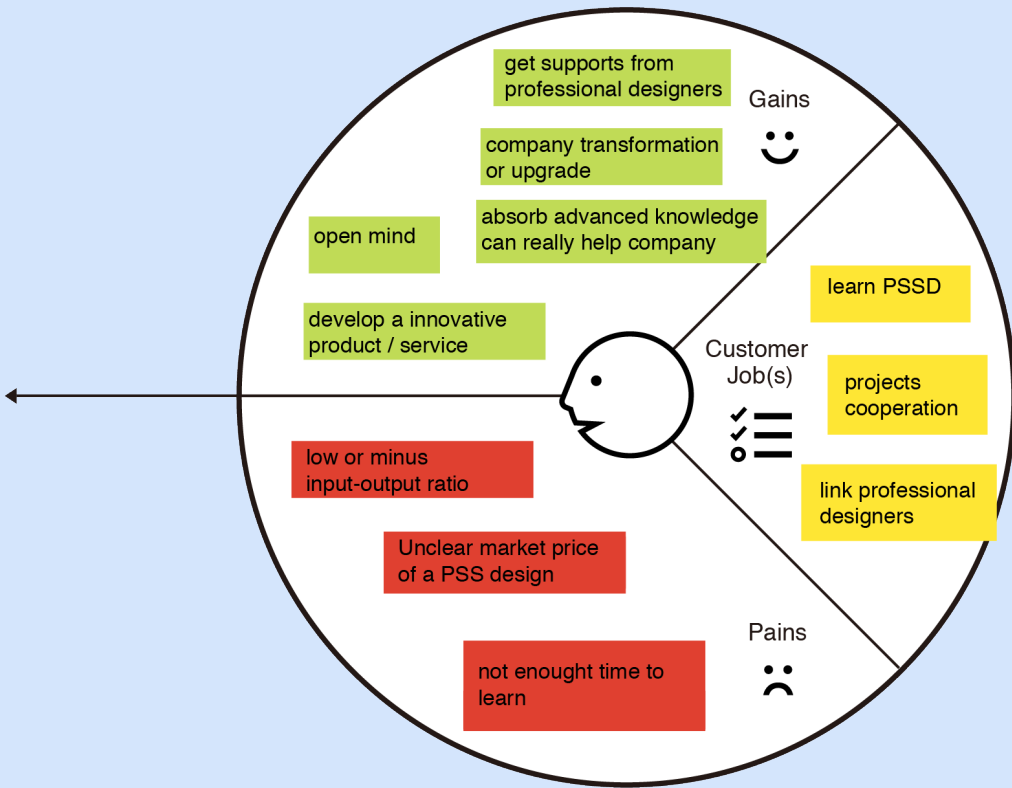 get supports from
professional designers
Gains
company transformation
or upgrade
absorb advanced knowledge
can really help company
open mind
develop a innovative
product / service
learn PSSD
Customer
Job(s)
projects
cooperation
link professional
designers
low or minus
input-output ratio
Unclear market price
of a PSS design
Pains
not enought time to
learn